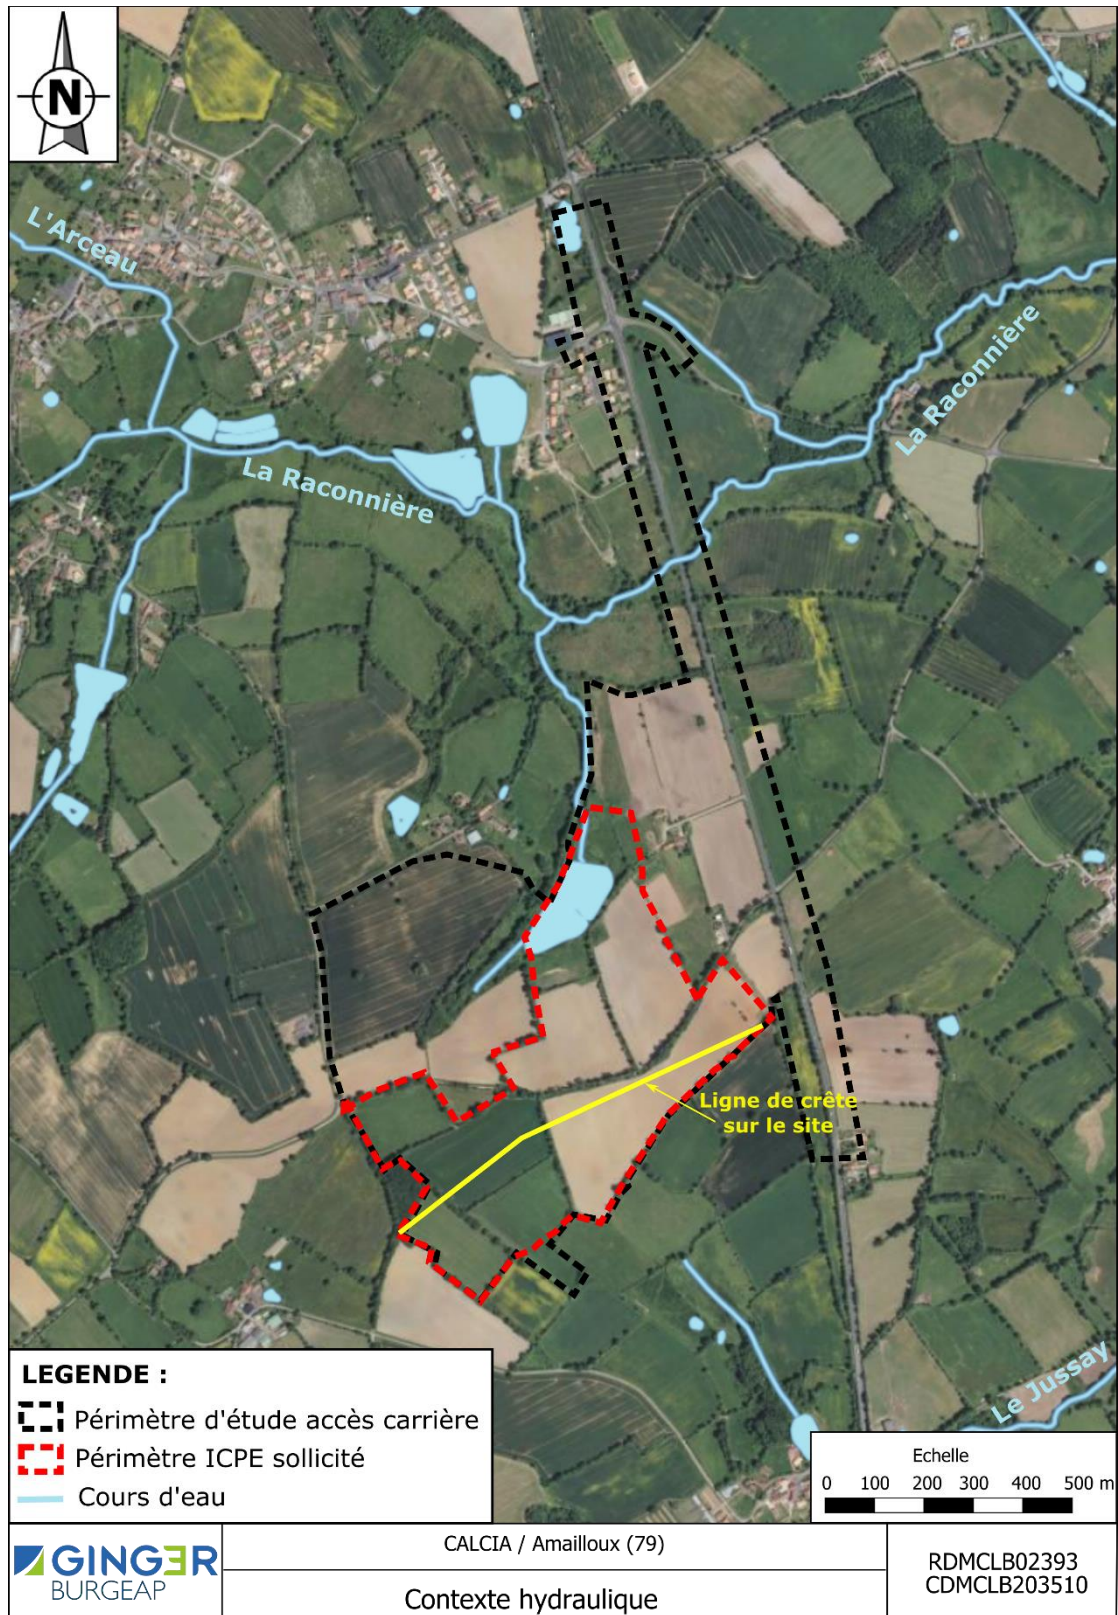 N
L'Arceau
La Raconnière
La Raconnière
Ligne de crête
sur le site
Le Jussay
LEGENDE :
Périmètre d'étude accès carrière
Périmètre ICPE sollicité
Cours d'eau
Echelle
0 100 200 300 400 500 m
GINGER
BURGEAP
CALCIA / Amailloux (79)
Contexte hydraulique
RDMCLB02393
CDMCLB203510